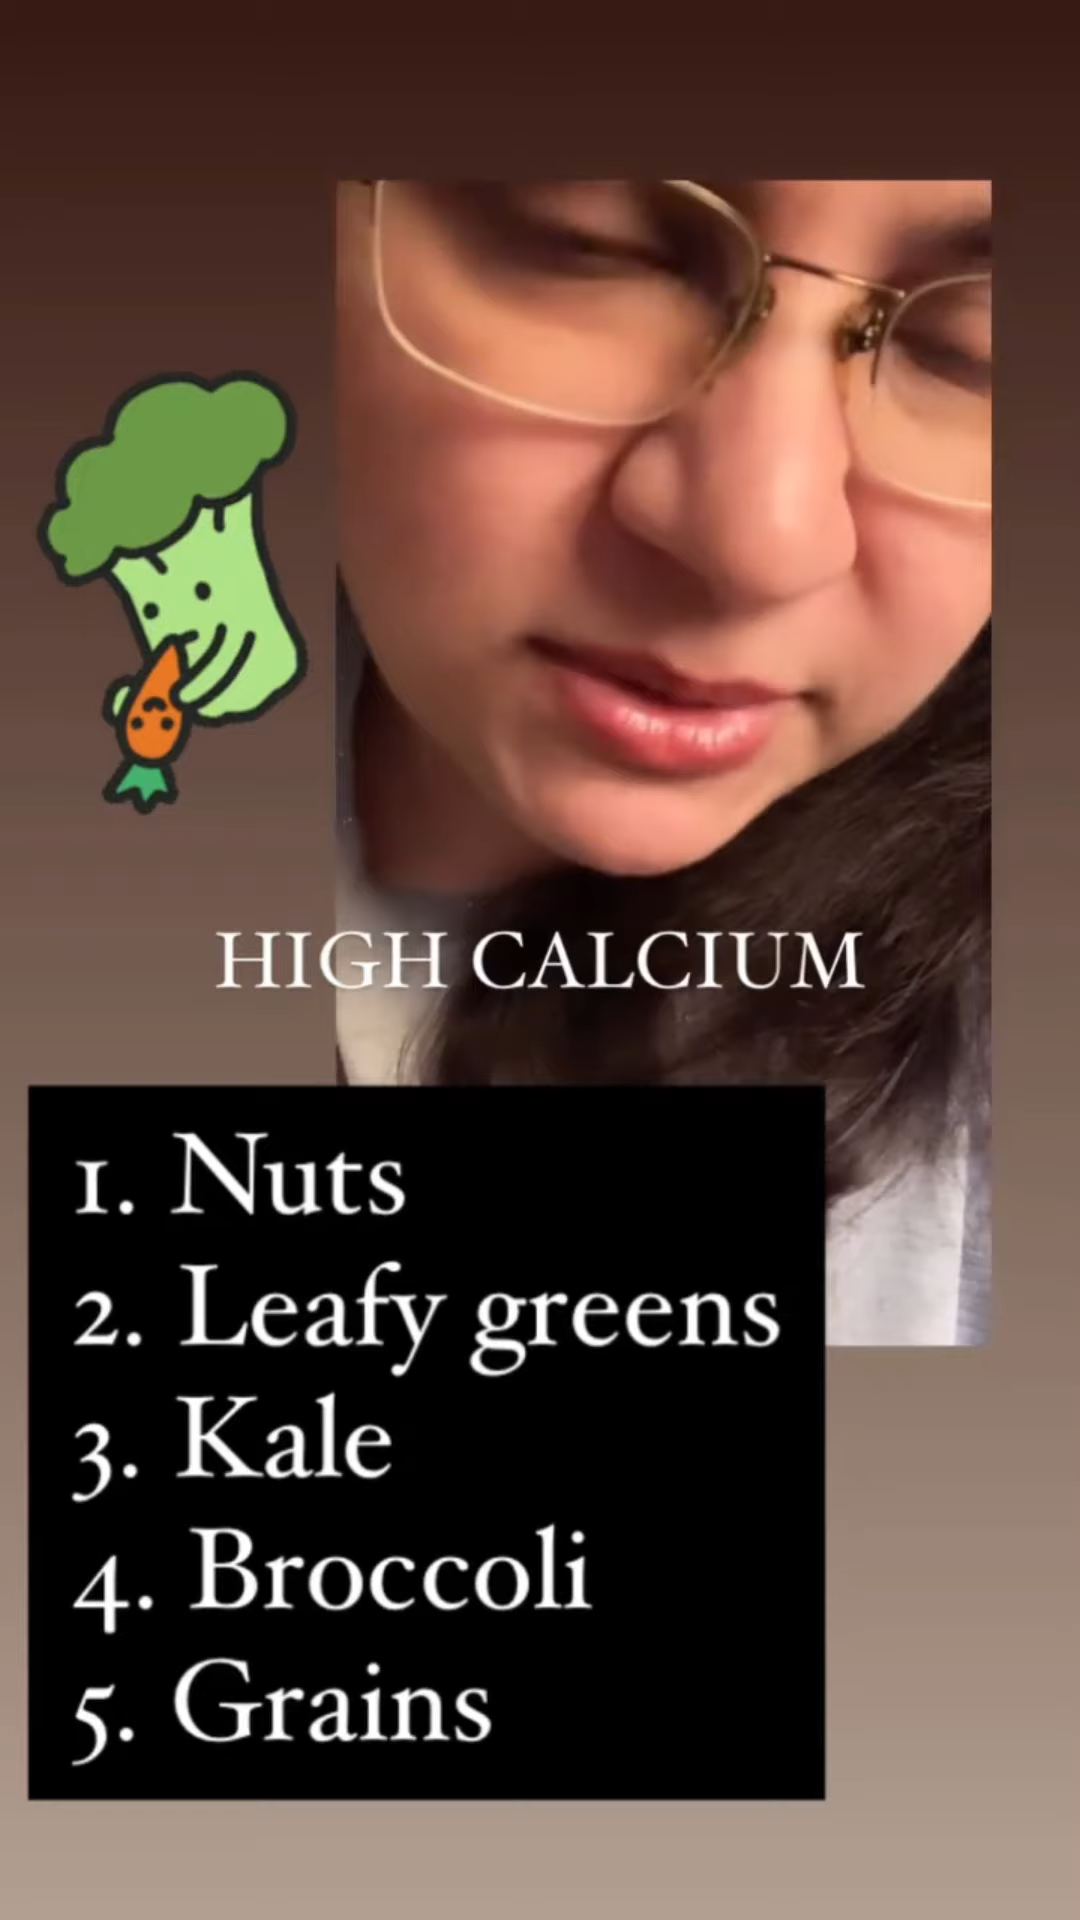 HIGH CALCIUM
1. Nuts
2. Leafy greens
3. Kale
4. Broccoli
5. Grains